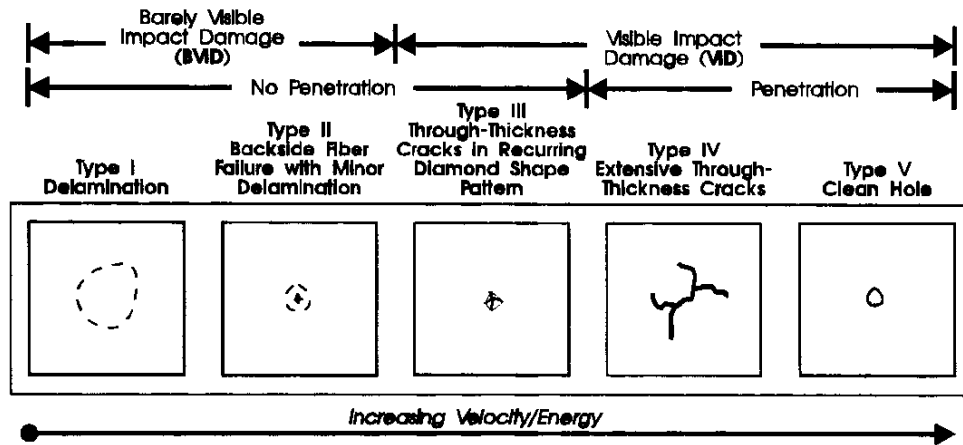 Barely Visible
Impact Damage
(BVID)
Visible Impact
Damage (VID)
No Penetration
Penetration
Type I
Delamination
Type II
Backside Fiber
Failure with Minor
Delamination
Type III
Through-Thickness
Cracks in Recurring
Diamond Shape
Pattern
Type IV
Extensive Through-
Thickness Cracks
Type V
Clean Hole
Increasing Velocity/Energy